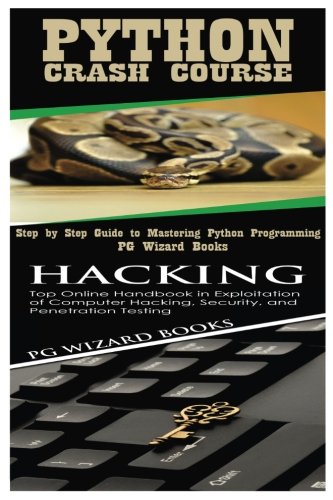 PYTHON
CRASH COURSE
Step by Step Guide to Mastering Python Programming
PG Wizard Books
HACKING
Top Online Handbook in Exploitation
of Computer Hacking, Security, and
Penetration Testing
PG WIZARD BOOKS
Enter